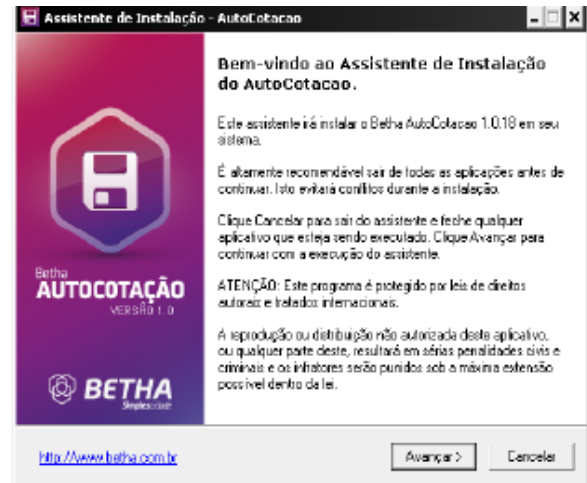 Assistente de Instalação - AutoCotacao
Bem-vindo ao Assistente de Instalação
do AutoCotacao.
Este assistente irá instalar o Betha AutoCotacao 1.0.18 em seu
sistema.
É altamente recomendável sair de todas as aplicações antes de
continuar. Isto evitará conflitos durante a instalação.
Clique Cancelar para sair do assistente e feche qualquer
aplicativo que esteja sendo executado. Clique Avançar para
continuar com a execução do assistente.
ATENÇÃO: Este programa é protegido por leis de direitos
autorais e tratados internacionais.
A reprodução ou distribuição não autorizada deste aplicativo,
ou qualquer parte deste, resultará em sérias penalidades civis e
criminais e os infratores serão punidos sob a máxima extensão
possível dentro da lei.
Betha
AUTOCOTAÇÃO
VERSÃO 1.0
BETHA
http://www.betha.com.br
Avançar >
Cancelar